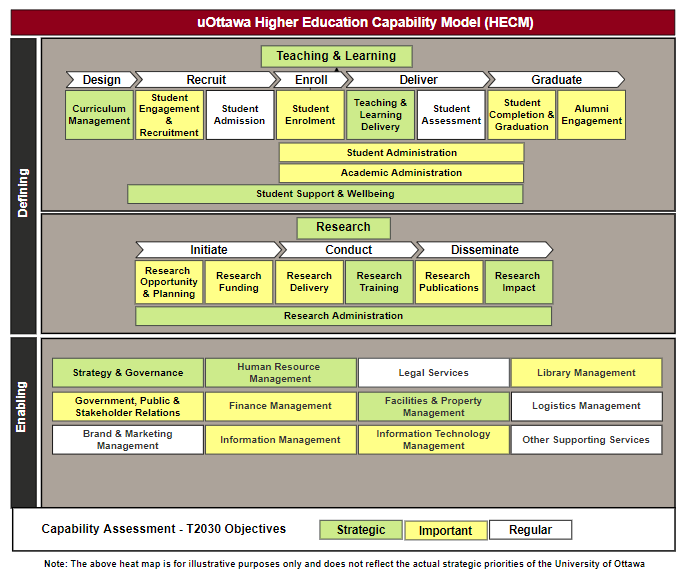 uOttawa Higher Education Capability Model (HECM)
Defining
Teaching & Learning
Design
Recruit
Enroll
Deliver
Graduate
Curriculum
Management
Student
Engagement
&
Recruitment
Student
Admission
Student
Enrolment
Teaching &
Learning
Delivery
Student
Assessment
Student
Completion &
Graduation
Alumni
Engagement
Student Administration
Academic Administration
Student Support & Wellbeing
Research
Initiate
Conduct
Disseminate
Research
Opportunity
& Planning
Research
Funding
Research
Delivery
Research
Training
Research
Publications
Research
Impact
Research Administration
Enabling
Strategy & Governance
Human Resource
Management
Legal Services
Library Management
Government, Public &
Stakeholder Relations
Finance Management
Facilities & Property
Management
Logistics Management
Brand & Marketing
Management
Information Management
Information Technology
Management
Other Supporting Services
Capability Assessment - T2030 Objectives
Strategic
Important
Regular
Note: The above heat map is for illustrative purposes only and does not reflect the actual strategic priorities of the University of Ottawa